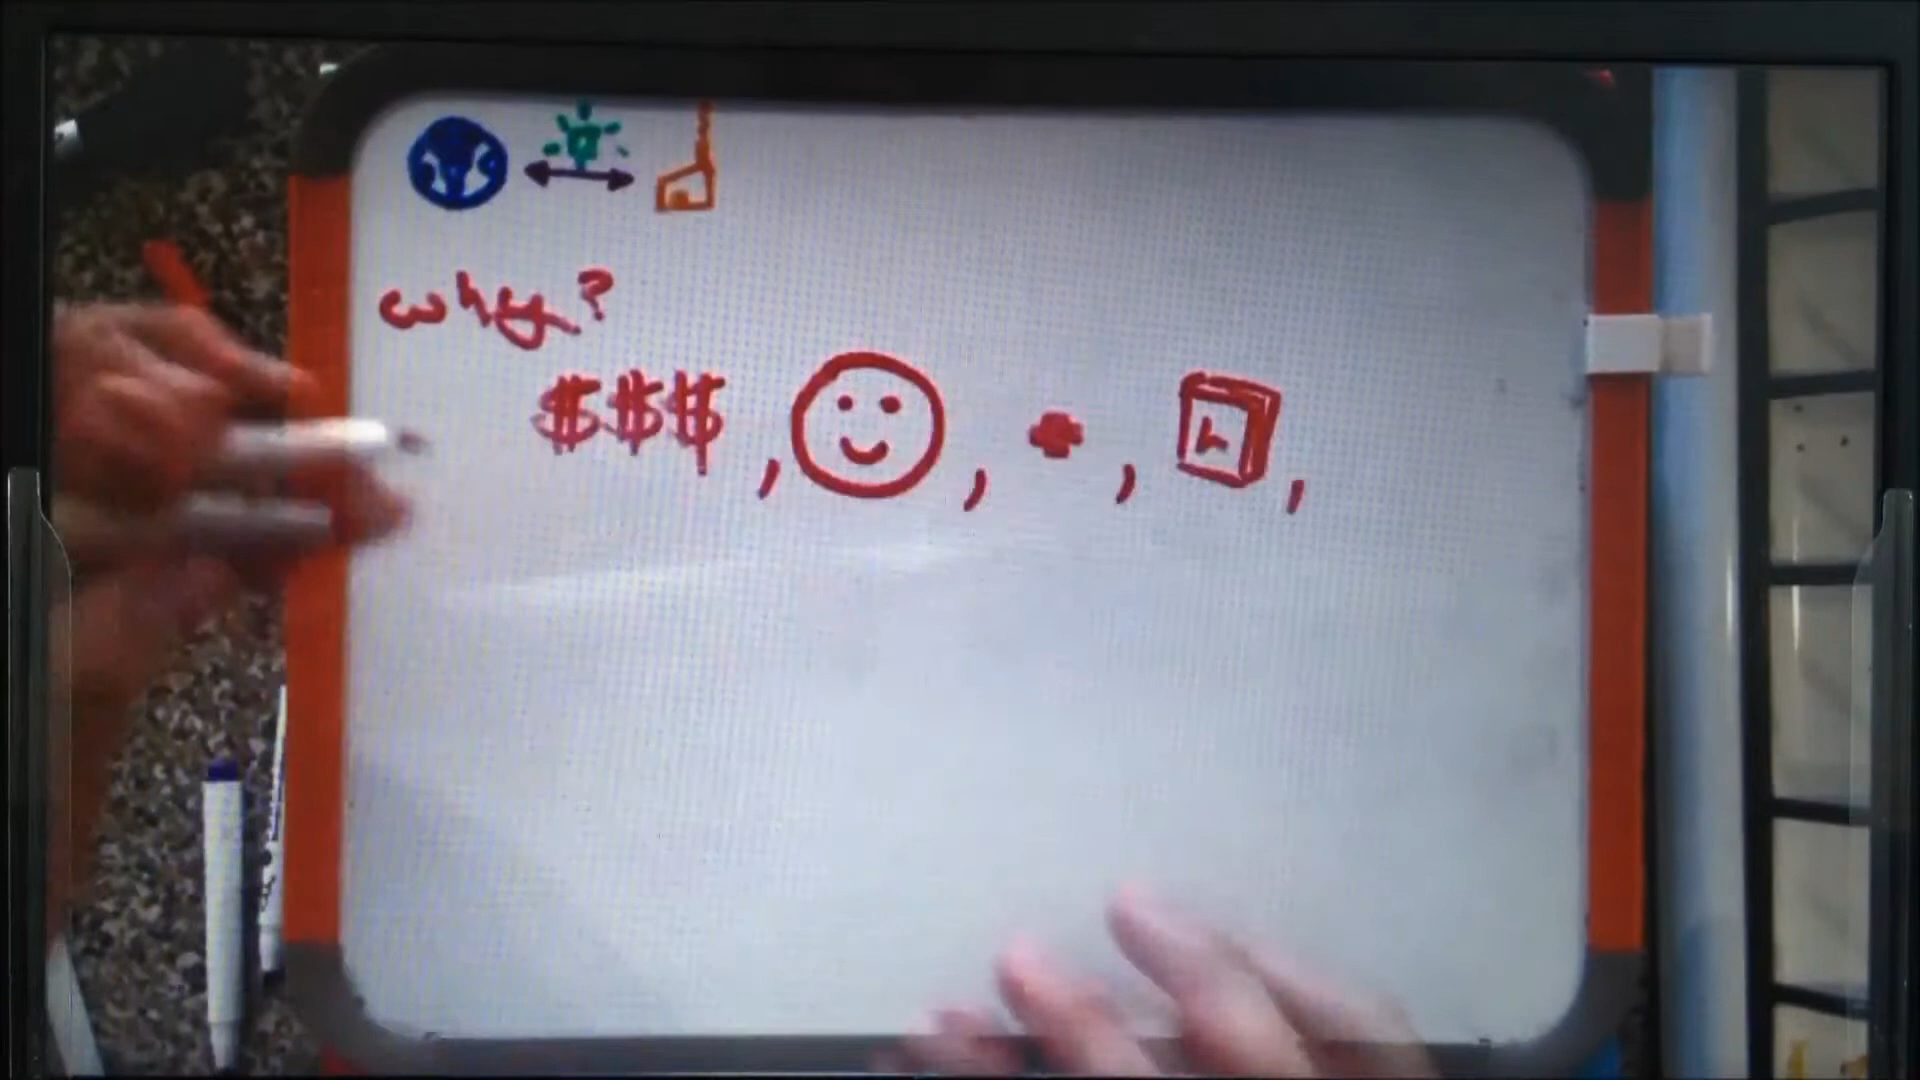 why?
$$$, , , h,